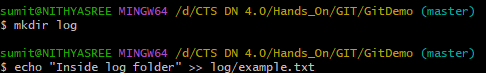 sumit@NITHYASREE MINGW64 /d/CTS DN 4.0/Hands_On/GIT/GitDemo (master)
$ mkdir log
sumit@NITHYASREE MINGW64 /d/CTS DN 4.0/Hands_On/GIT/GitDemo (master)
$ echo "Inside log folder" >> log/example.txt